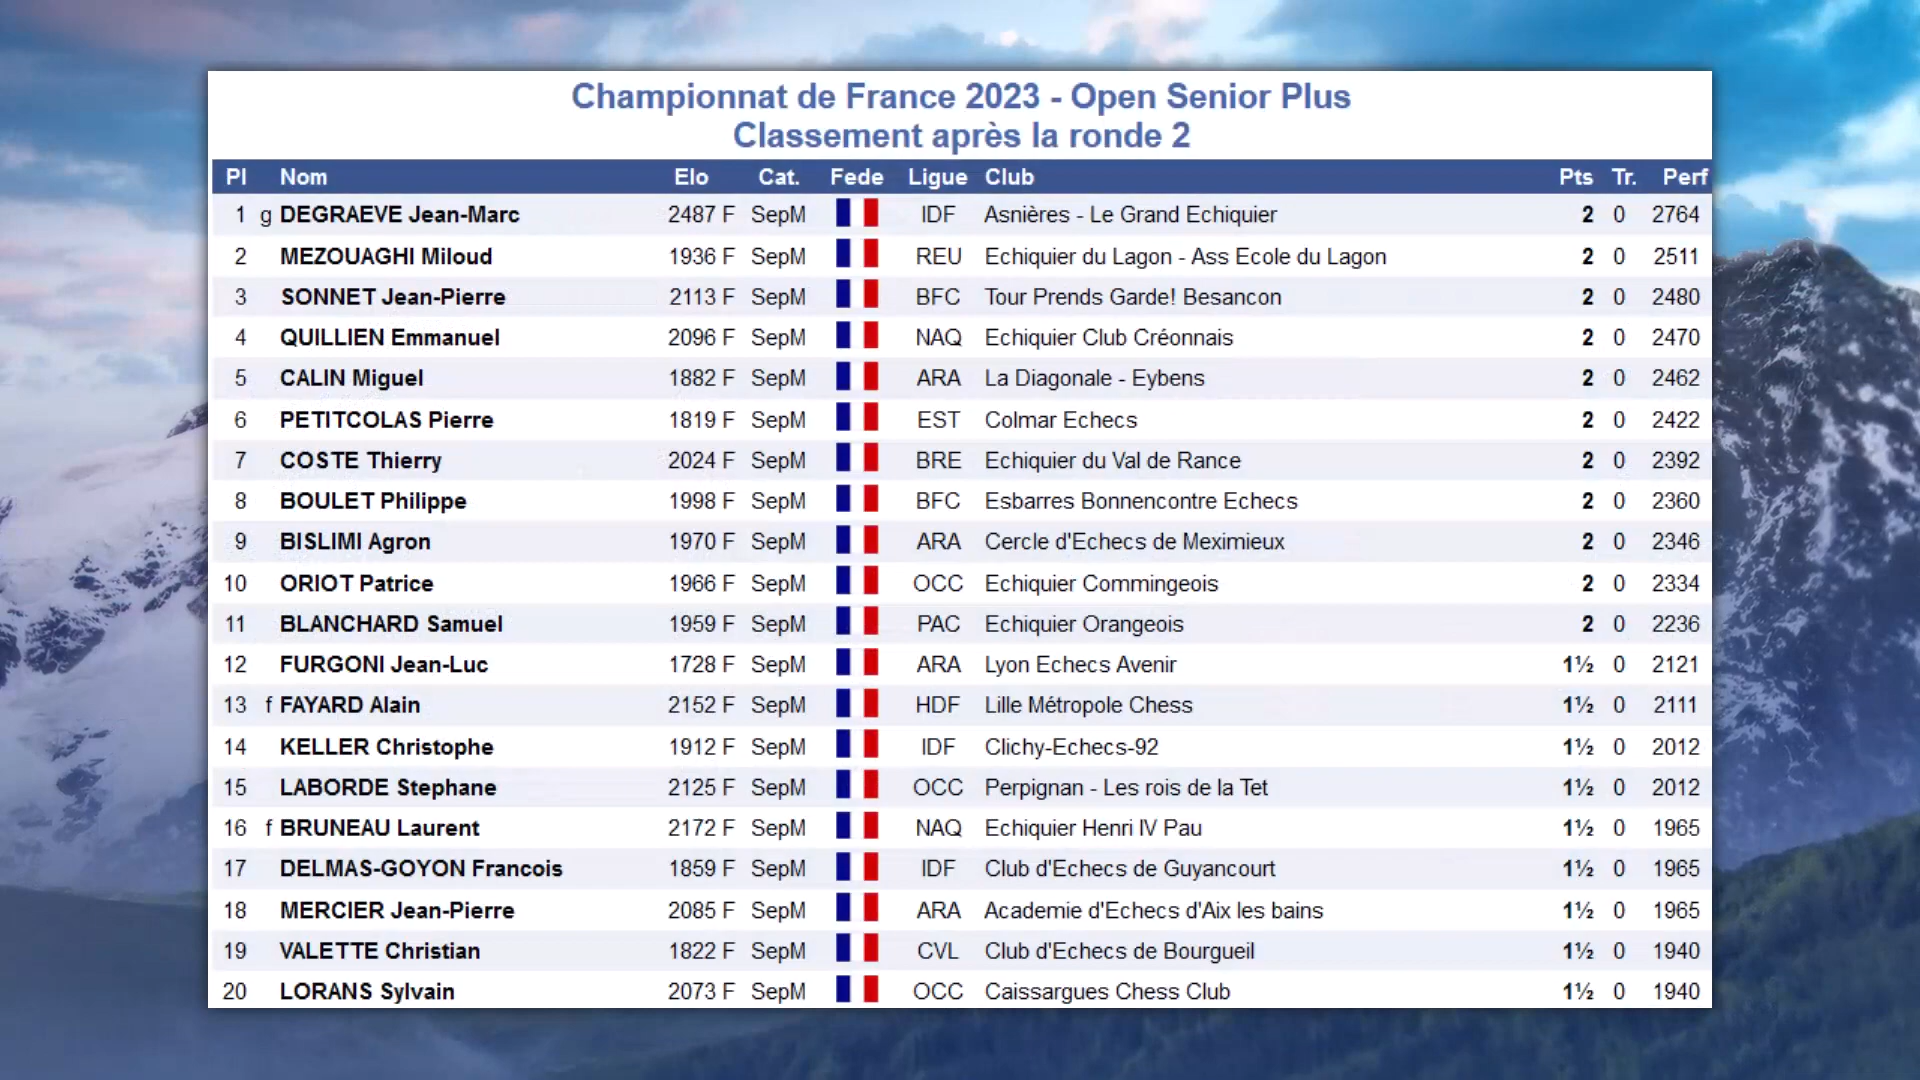 Championnat de France 2023 - Open Senior Plus
Classement après la ronde 2
Pl Nom Elo Cat. Fede Ligue Club Pts Tr. Perf
1 g DEGRAEVE Jean-Marc 2487 F SepM IDF Asnières - Le Grand Echiquier 2 0 2764
2 MEZOUAGHI Miloud 1936 F SepM REU Echiquier du Lagon - Ass Ecole du Lagon 2 0 2511
3 SONNET Jean-Pierre 2113 F SepM BFC Tour Prends Garde! Besancon 2 0 2480
4 QUILLIEN Emmanuel 2096 F SepM NAQ Echiquier Club Créonnais 2 0 2470
5 CALIN Miguel 1882 F SepM ARA La Diagonale - Eybens 2 0 2462
6 PETITCOLAS Pierre 1819 F SepM EST Colmar Echecs 2 0 2422
7 COSTE Thierry 2024 F SepM BRE Echiquier du Val de Rance 2 0 2392
8 BOULET Philippe 1998 F SepM BFC Esbarres Bonnencontre Echecs 2 0 2360
9 BISLIMI Agron 1970 F SepM ARA Cercle d'Echecs de Meximieux 2 0 2346
10 ORIOT Patrice 1966 F SepM OCC Echiquier Commingeois 2 0 2334
11 BLANCHARD Samuel 1959 F SepM PAC Echiquier Orangeois 2 0 2236
12 FURGONI Jean-Luc 1728 F SepM ARA Lyon Echecs Avenir 1½ 0 2121
13 f FAYARD Alain 2152 F SepM HDF Lille Métropole Chess 1½ 0 2111
14 KELLER Christophe 1912 F SepM IDF Clichy-Echecs-92 1½ 0 2012
15 LABORDE Stephane 2125 F SepM OCC Perpignan - Les rois de la Tet 1½ 0 2012
16 f BRUNEAU Laurent 2172 F SepM NAQ Echiquier Henri IV Pau 1½ 0 1965
17 DELMAS-GOYON Francois 1859 F SepM IDF Club d'Echecs de Guyancourt 1½ 0 1965
18 MERCIER Jean-Pierre 2085 F SepM ARA Academie d'Echecs d'Aix les bains 1½ 0 1965
19 VALETTE Christian 1822 F SepM CVL Club d'Echecs de Bourgueil 1½ 0 1940
20 LORANS Sylvain 2073 F SepM OCC Caissargues Chess Club 1½ 0 1940